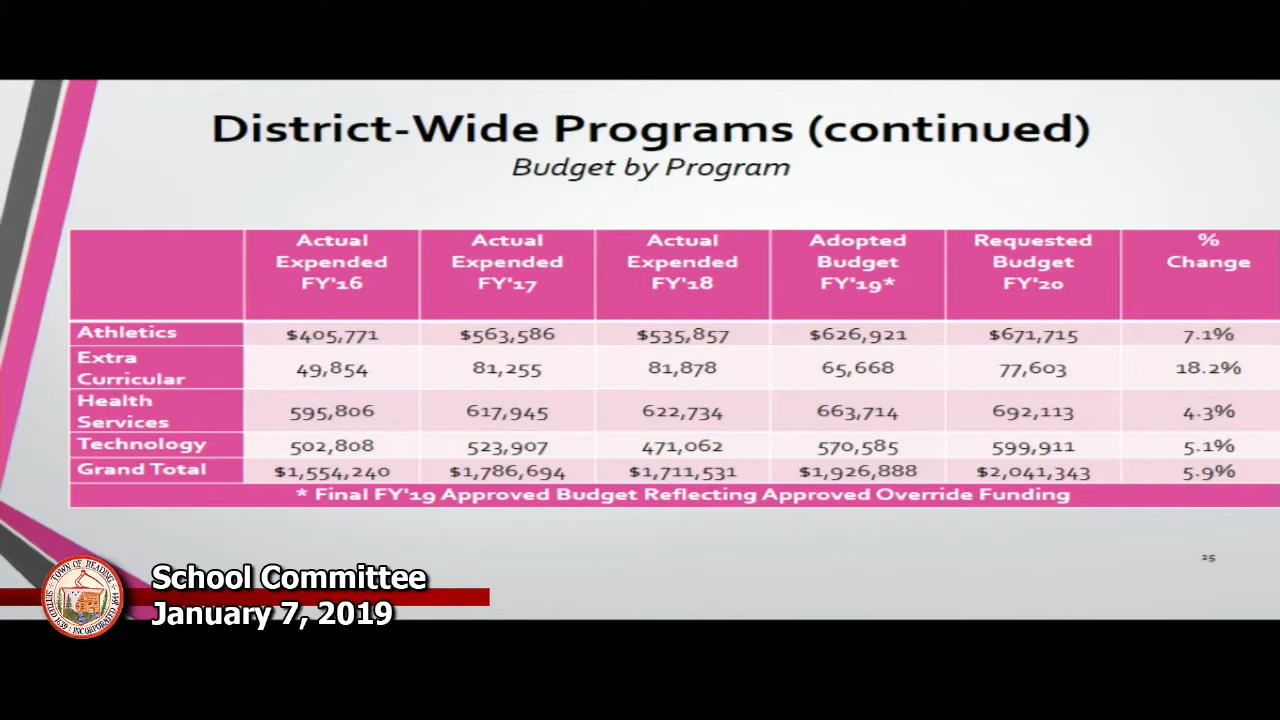 District-Wide Programs (continued)
Budget by Program
Actual Expended FY'16 Actual Expended FY'17 Actual Expended FY'18 Adopted Budget FY'19* Requested Budget FY'20 % Change
Athletics $405,771 $563,586 $535,857 $626,921 $671,715 7.1%
Extra Curricular 49,854 81,255 81,878 65,668 77,603 18.2%
Health Services 595,806 617,945 622,734 663,714 692,113 4.3%
Technology 502,808 523,907 471,062 570,585 599,911 5.1%
Grand Total $1,554,240 $1,786,694 $1,711,531 $1,926,888 $2,041,343 5.9%
* Final FY'19 Approved Budget Reflecting Approved Override Funding
25
TOWN OF READING
School Committee
January 7, 2019